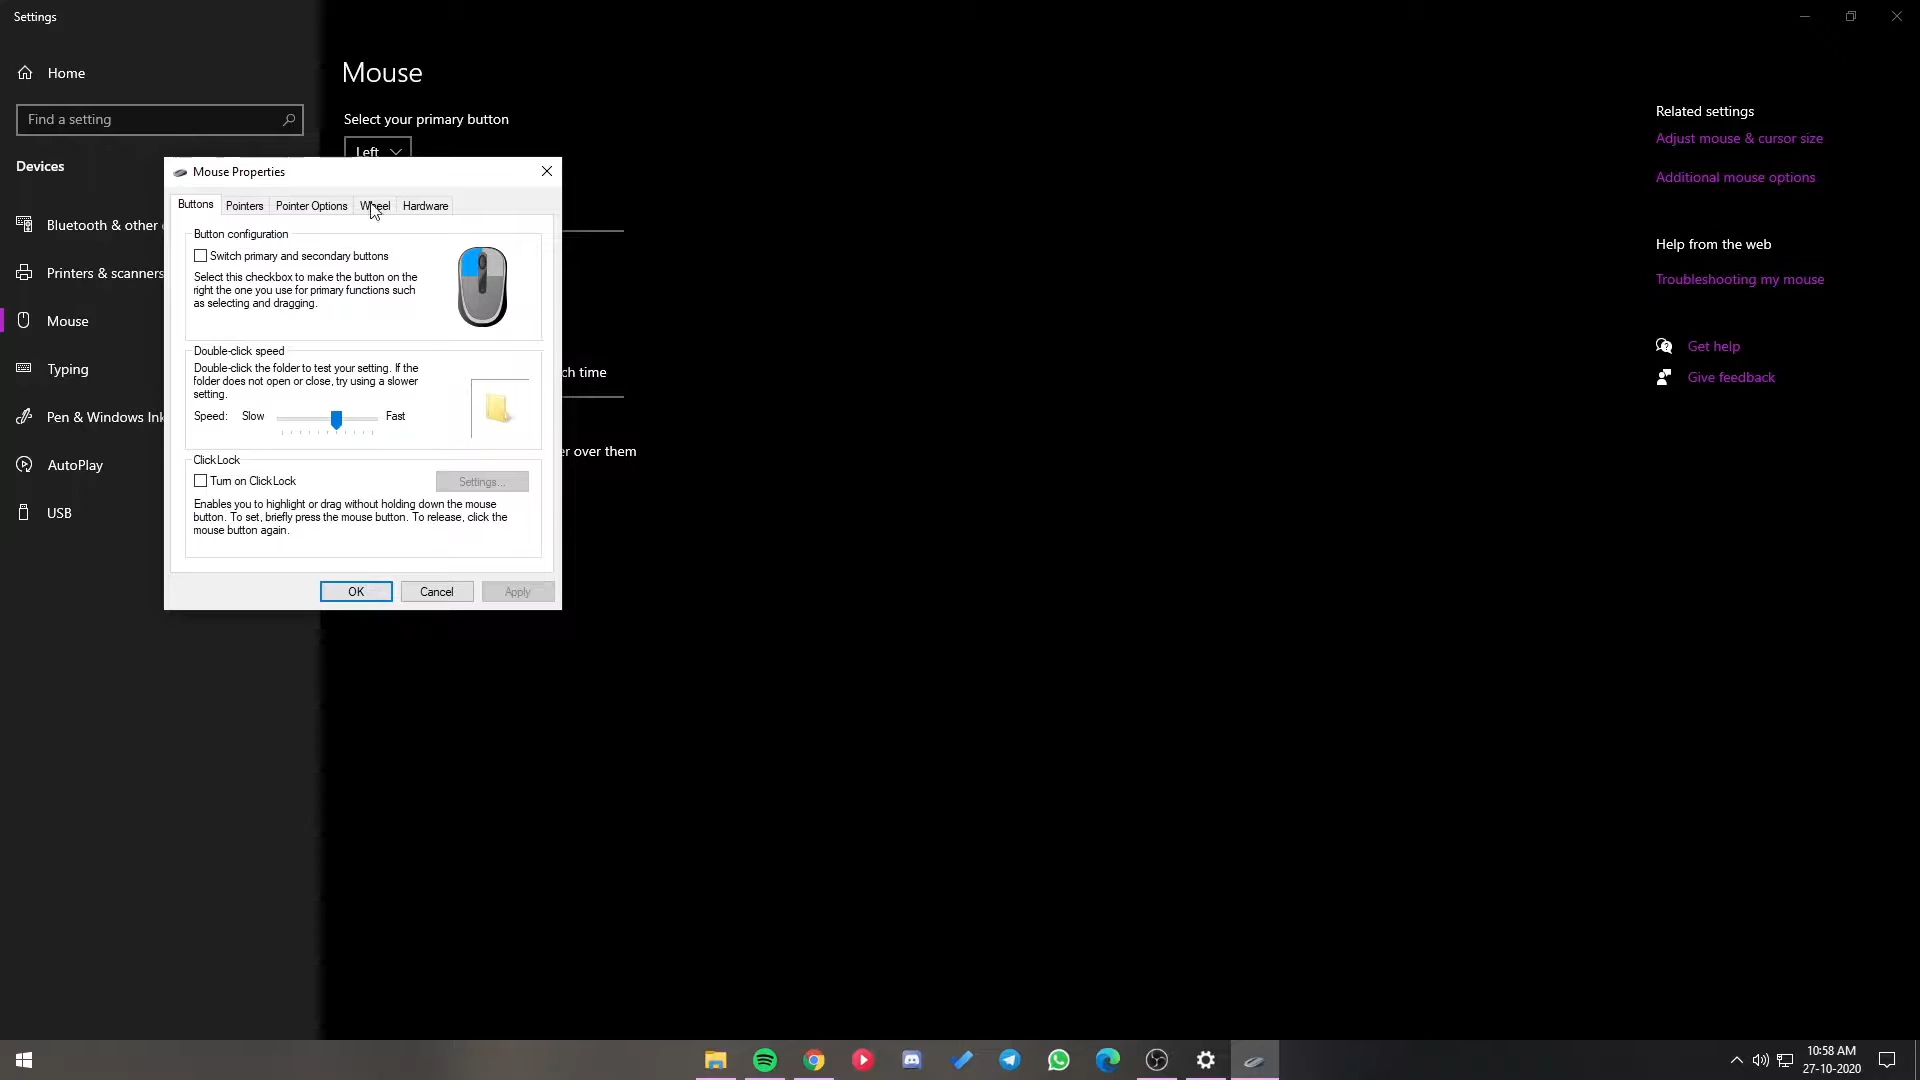 Settings
Home
Find a setting
Devices
Bluetooth & other
Printers & scanners
Mouse
Typing
Pen & Windows Ink
AutoPlay
USB
Mouse
Select your primary button
Left
Mouse Properties
Buttons Pointers Pointer Options Wheel Hardware
Button configuration
Switch primary and secondary buttons
Select this checkbox to make the button on the
right the one you use for primary functions such
as selecting and dragging.
Double-click speed
Double-click the folder to test your setting. If the
folder does not open or close, try using a slower
setting.
Speed: Slow Fast
ClickLock
Turn on ClickLock
Settings...
Enables you to highlight or drag without holding down the mouse
button. To set, briefly press the mouse button. To release, click the
mouse button again.
OK Cancel Apply
ch time
er over them
Related settings
Adjust mouse & cursor size
Additional mouse options
Help from the web
Troubleshooting my mouse
Get help
Give feedback
10:58 AM
27-10-2020